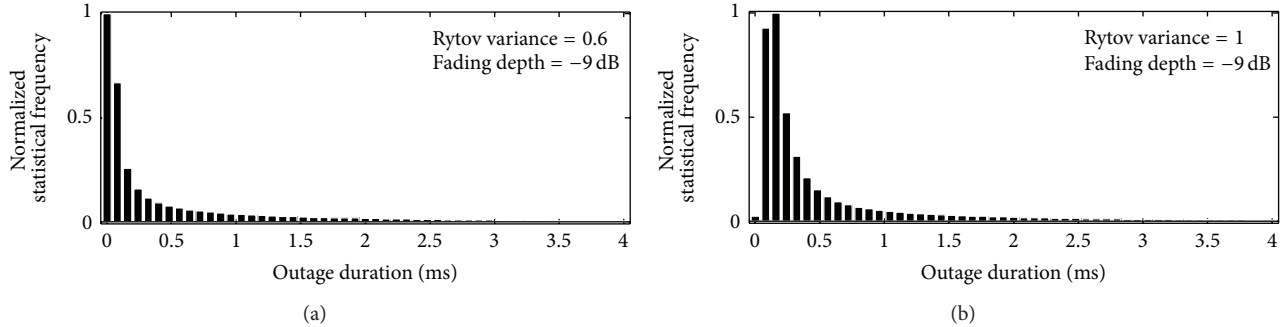 Normalized
statistical frequency
1
0.5
0
Rytov variance = 0.6
Fading depth = −9 dB
0 0.5 1 1.5 2 2.5 3 3.5 4
Outage duration (ms)
(a)
Normalized
statistical frequency
1
0.5
0
Rytov variance = 1
Fading depth = −9 dB
0 0.5 1 1.5 2 2.5 3 3.5 4
Outage duration (ms)
(b)